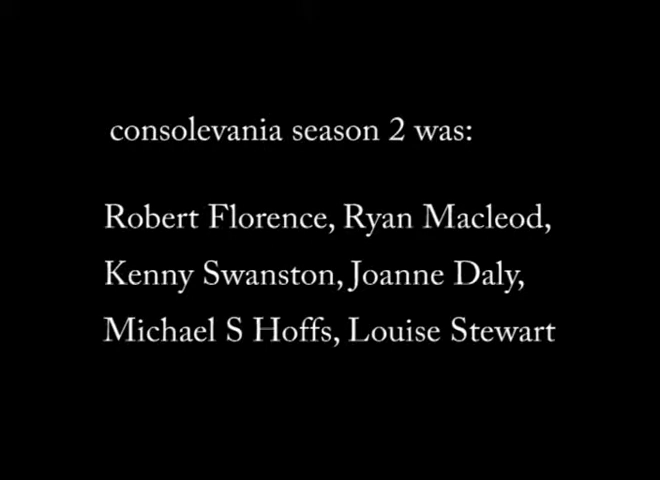 consolevania season 2 was:
Robert Florence, Ryan Macleod,
Kenny Swanston, Joanne Daly,
Michael S Hoffs, Louise Stewart